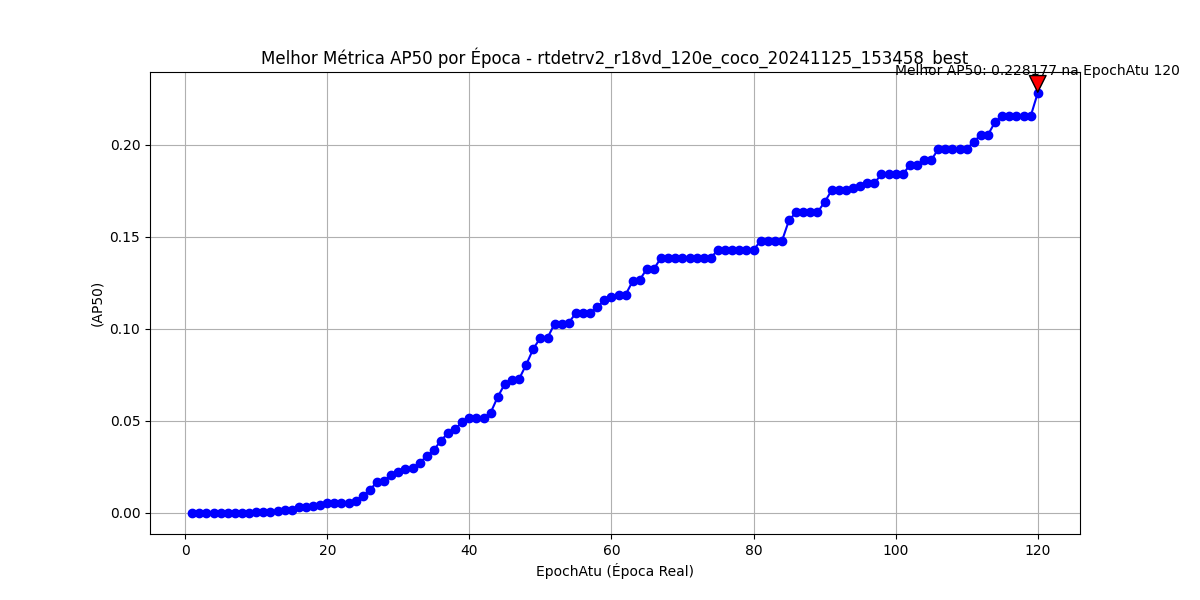 Melhor Métrica AP50 por Época - rtdetrv2_r18vd_120e_coco_20241125_153458_best
Melhor AP50: 0.228177 na EpochAtu 120
(AP50)
0.20
0.15
0.10
0.05
0.00
0 20 40 60 80 100 120
EpochAtu (Época Real)